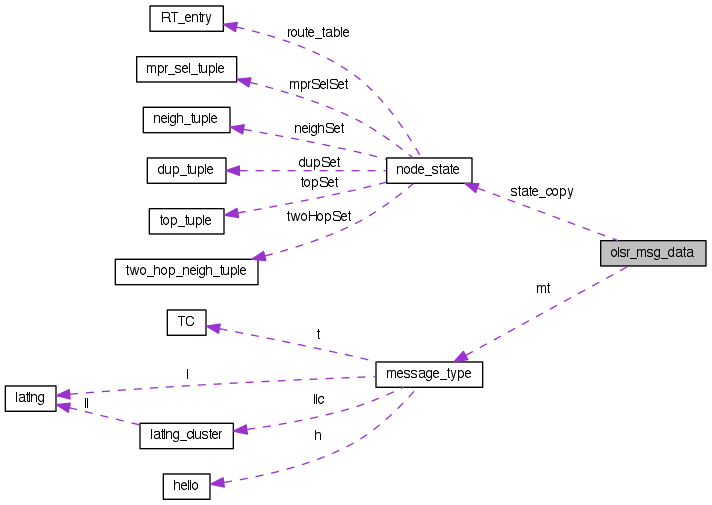 RT_entry
route_table
mpr_sel_tuple
mprSelSet
neigh_tuple
neighSet
dup_tuple
dupSet
node_state
topSet
state_copy
top_tuple
twoHopSet
olsr_msg_data
two_hop_neigh_tuple
mt
TC
t
message_type
l
latlng
ll
llc
latlng_cluster
h
hello